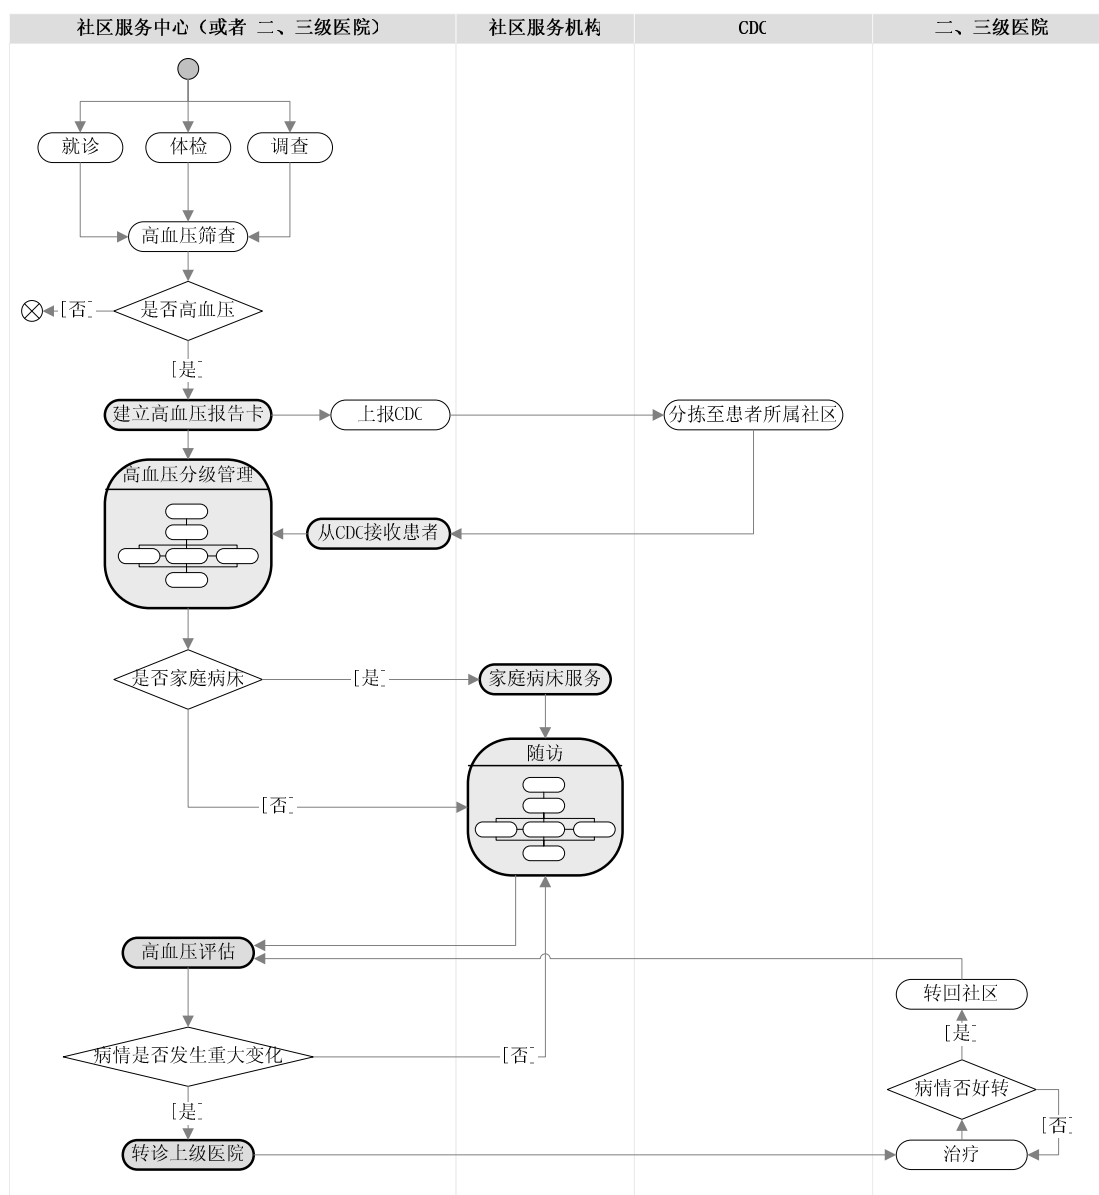 社区服务中心（或者 二、三级医院）
社区服务机构
CDC
二、三级医院
就诊
体检
调查
高血压筛查
是否高血压
[否]
[是]
建立高血压报告卡
上报CDC
分拣至患者所属社区
高血压分级管理
从CDC接收患者
是否家庭病床
[是]
家庭病床服务
随访
[否]
高血压评估
转回社区
[是]
病情是否发生重大变化
[否]
病情否好转
[否]
[是]
转诊上级医院
治疗